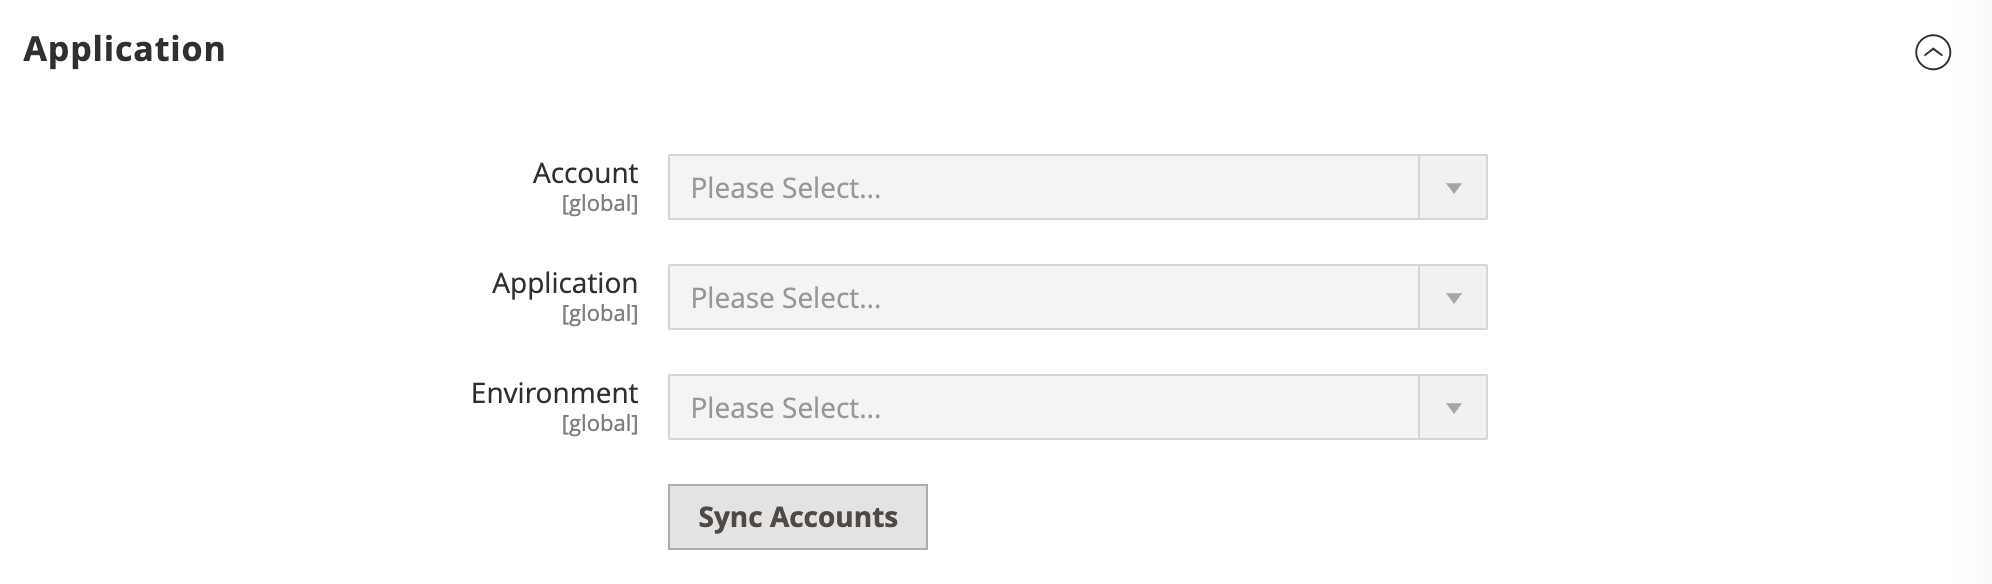 Application
Account
[global]
Please Select...
Application
[global]
Please Select...
Environment
[global]
Please Select...
Sync Accounts